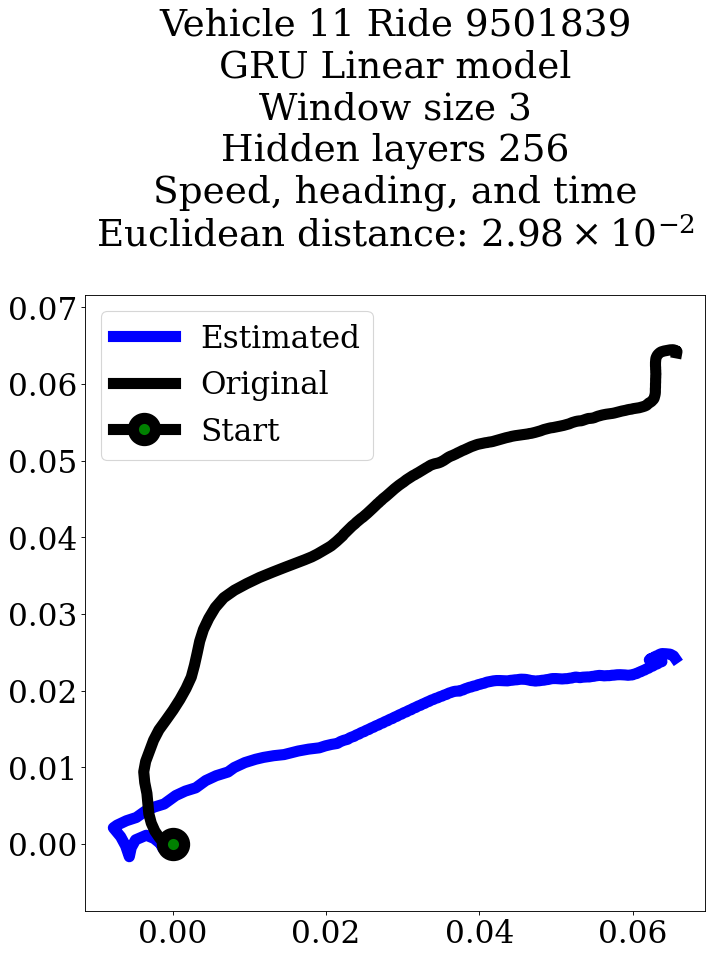 Vehicle 11 Ride 9501839
GRU Linear model
Window size 3
Hidden layers 256
Speed, heading, and time
Euclidean distance: 2.98 × 10⁻²
Estimated
Original
Start
0.07
0.06
0.05
0.04
0.03
0.02
0.01
0.00
0.00 0.02 0.04 0.06